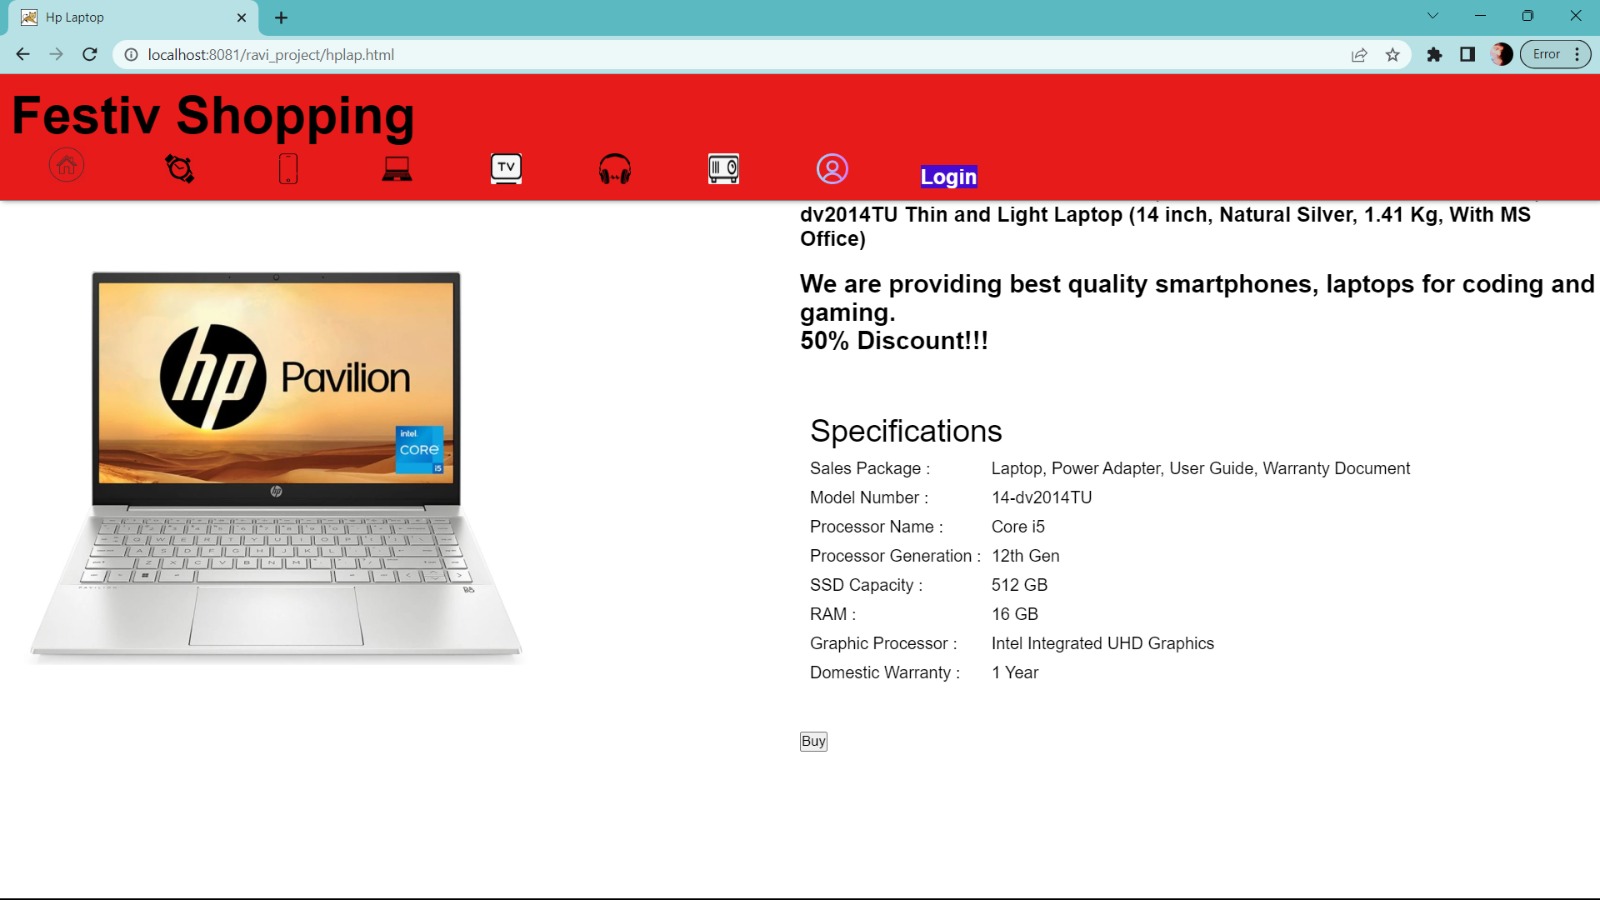 Hp Laptop
localhost:8081/ravi_project/hplap.html
Error
Festiv Shopping
TV
Login
dv2014TU Thin and Light Laptop (14 inch, Natural Silver, 1.41 Kg, With MS
Office)
We are providing best quality smartphones, laptops for coding and
gaming.
50% Discount!!!
hp Pavilion
intel
CORE
i5
hp
Specifications
Sales Package : Laptop, Power Adapter, User Guide, Warranty Document
Model Number : 14-dv2014TU
Processor Name : Core i5
Processor Generation : 12th Gen
SSD Capacity : 512 GB
RAM : 16 GB
Graphic Processor : Intel Integrated UHD Graphics
Domestic Warranty : 1 Year
Buy